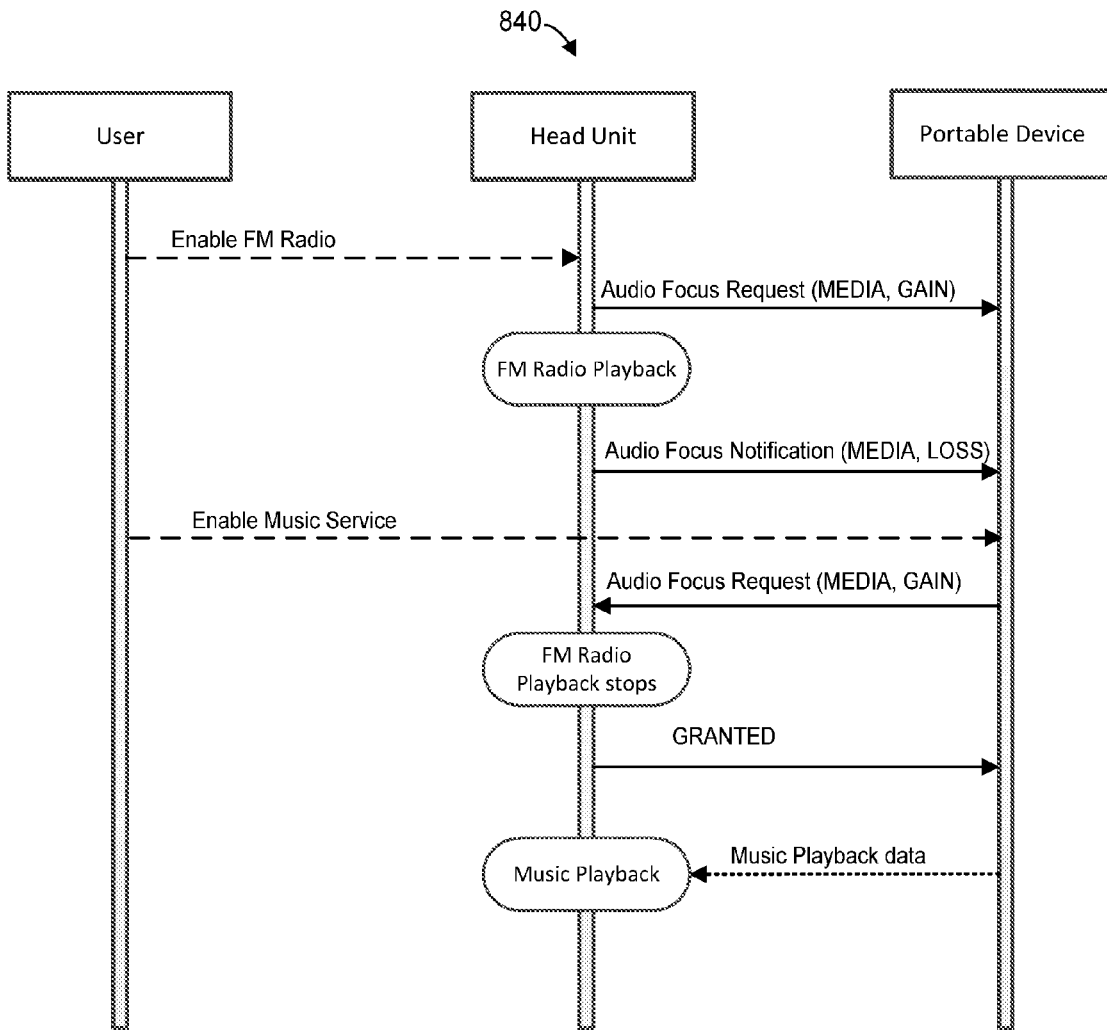 840
User
Head Unit
Portable Device
Enable FM Radio
Audio Focus Request (MEDIA, GAIN)
FM Radio Playback
Audio Focus Notification (MEDIA, LOSS)
Enable Music Service
Audio Focus Request (MEDIA, GAIN)
FM Radio
Playback stops
GRANTED
Music Playback data
Music Playback